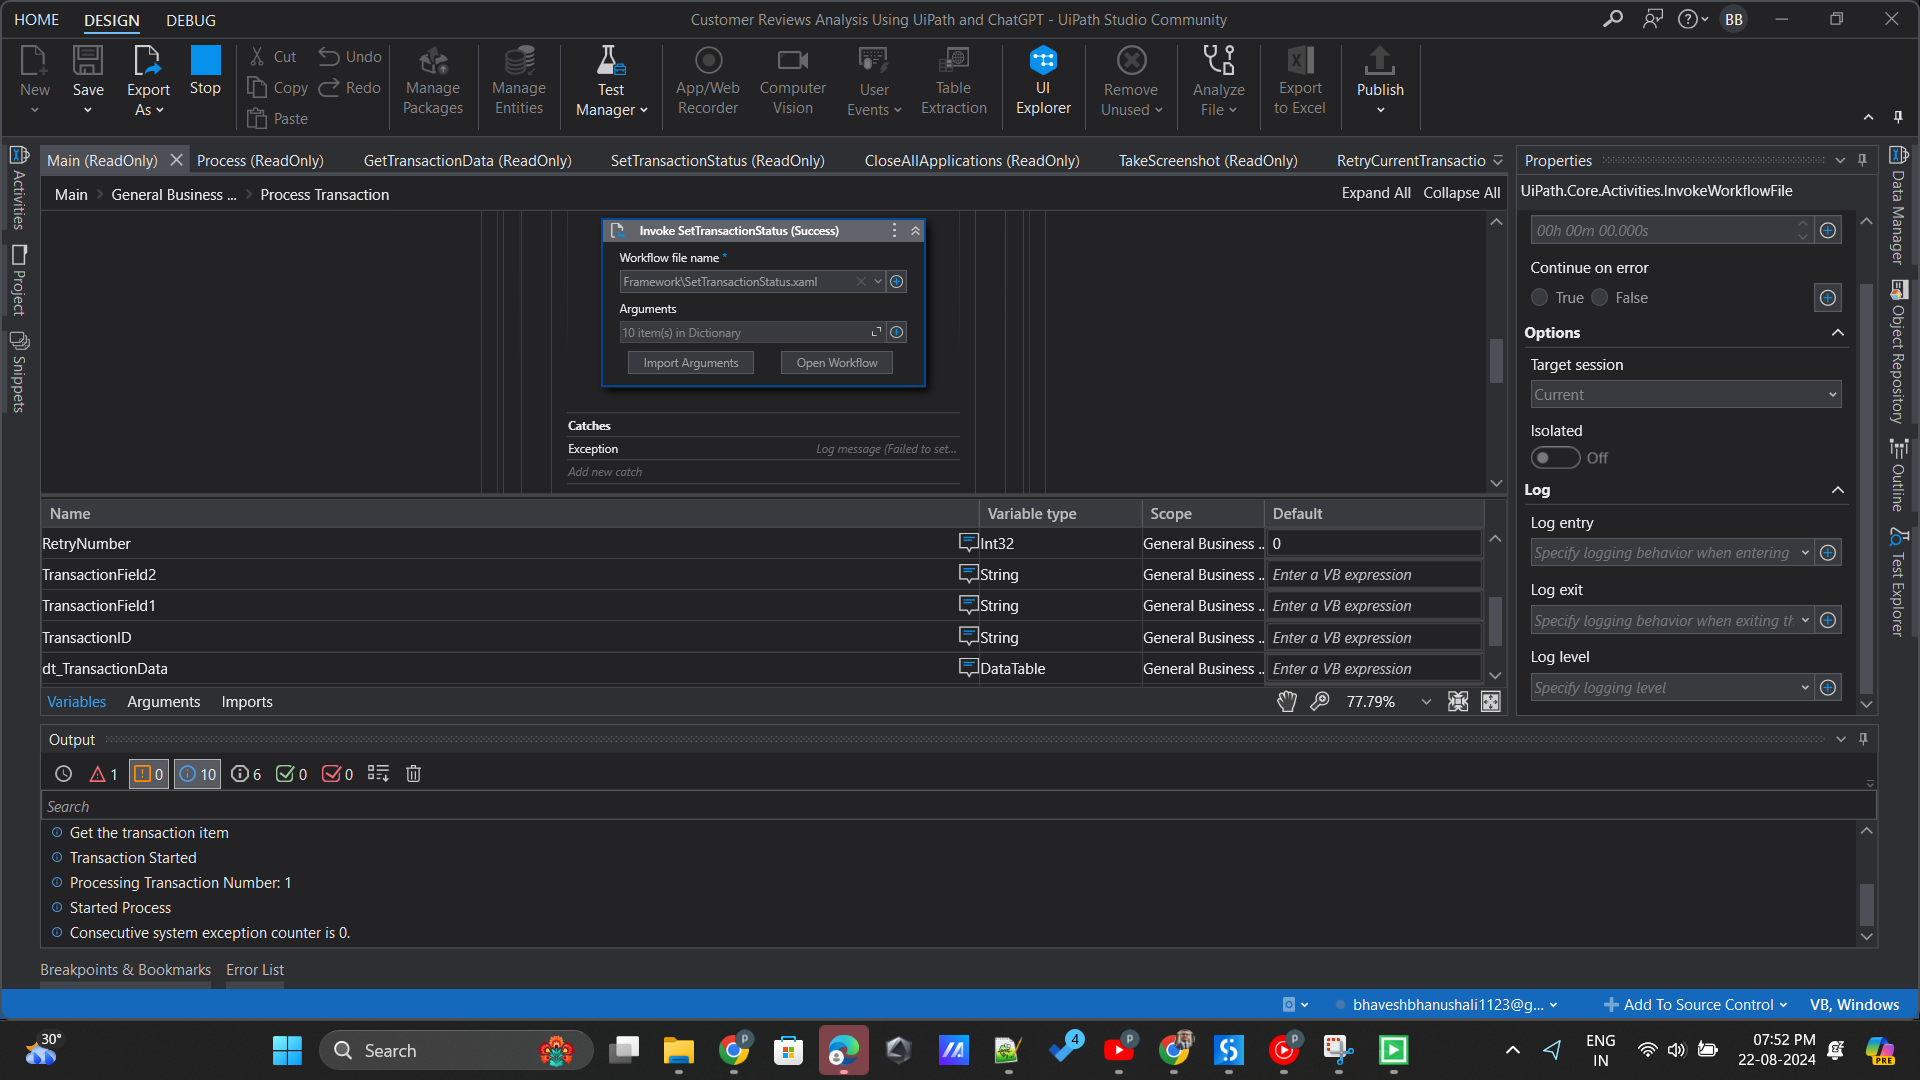 HOME DESIGN DEBUG Customer Reviews Analysis Using UiPath and ChatGPT - UiPath Studio Community BB
New Save Export As Stop Cut Copy Paste Undo Redo Manage Packages Manage Entities Test Manager App/Web Recorder Computer Vision User Events Table Extraction UI Explorer Remove Unused Analyze File Export to Excel Publish
Main (ReadOnly) Process (ReadOnly) GetTransactionData (ReadOnly) SetTransactionStatus (ReadOnly) CloseAllApplications (ReadOnly) TakeScreenshot (ReadOnly) RetryCurrentTransactio
Main General Business ... Process Transaction Expand All Collapse All
Activities
Project
Snippets
Invoke SetTransactionStatus (Success)
Workflow file name *
Framework\SetTransactionStatus.xaml
Arguments
10 item(s) in Dictionary
Import Arguments Open Workflow
Catches
Exception Log message (Failed to set...
Add new catch
Name Variable type Scope Default
RetryNumber Int32 General Business .. 0
TransactionField2 String General Business .. Enter a VB expression
TransactionField1 String General Business .. Enter a VB expression
TransactionID String General Business .. Enter a VB expression
dt_TransactionData DataTable General Business .. Enter a VB expression
Variables Arguments Imports 77.79%
Properties
UiPath.Core.Activities.InvokeWorkflowFile
00h 00m 00.000s
Continue on error
True False
Options
Target session
Current
Isolated
Off
Log
Log entry
Specify logging behavior when entering
Log exit
Specify logging behavior when exiting th
Log level
Specify logging level
Data Manager
Object Repository
Outline
Test Explorer
Output
1 0 10 6 0 0
Search
Get the transaction item
Transaction Started
Processing Transaction Number: 1
Started Process
Consecutive system exception counter is 0.
Breakpoints & Bookmarks Error List
bhaveshbhanushali1123@g... Add To Source Control VB, Windows
30° Search P 4 P P ENG IN 07:52 PM 22-08-2024 PRE